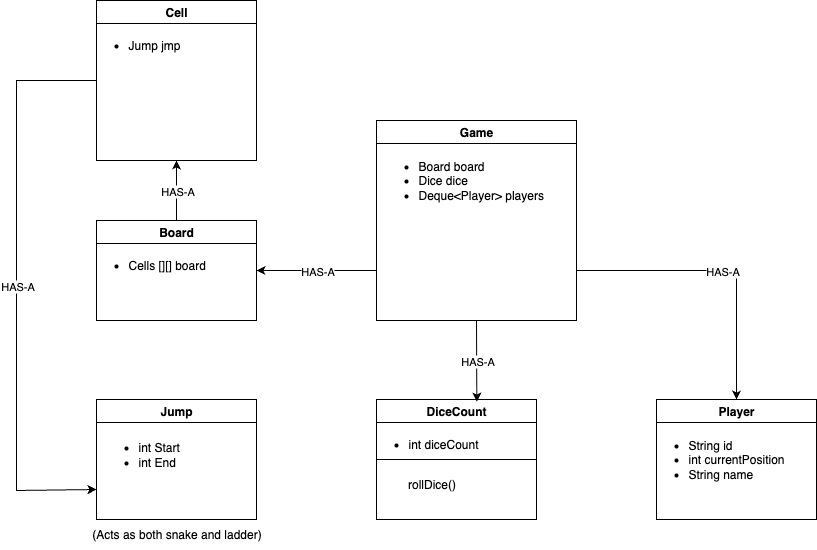 Cell
• Jump jmp
HAS-A
HAS-A
Board
• Cells [][] board
Game
• Board board
• Dice dice
• Deque<Player> players
HAS-A
HAS-A
HAS-A
Jump
• int Start
• int End
(Acts as both snake and ladder)
DiceCount
• int diceCount
rollDice()
Player
• String id
• int currentPosition
• String name